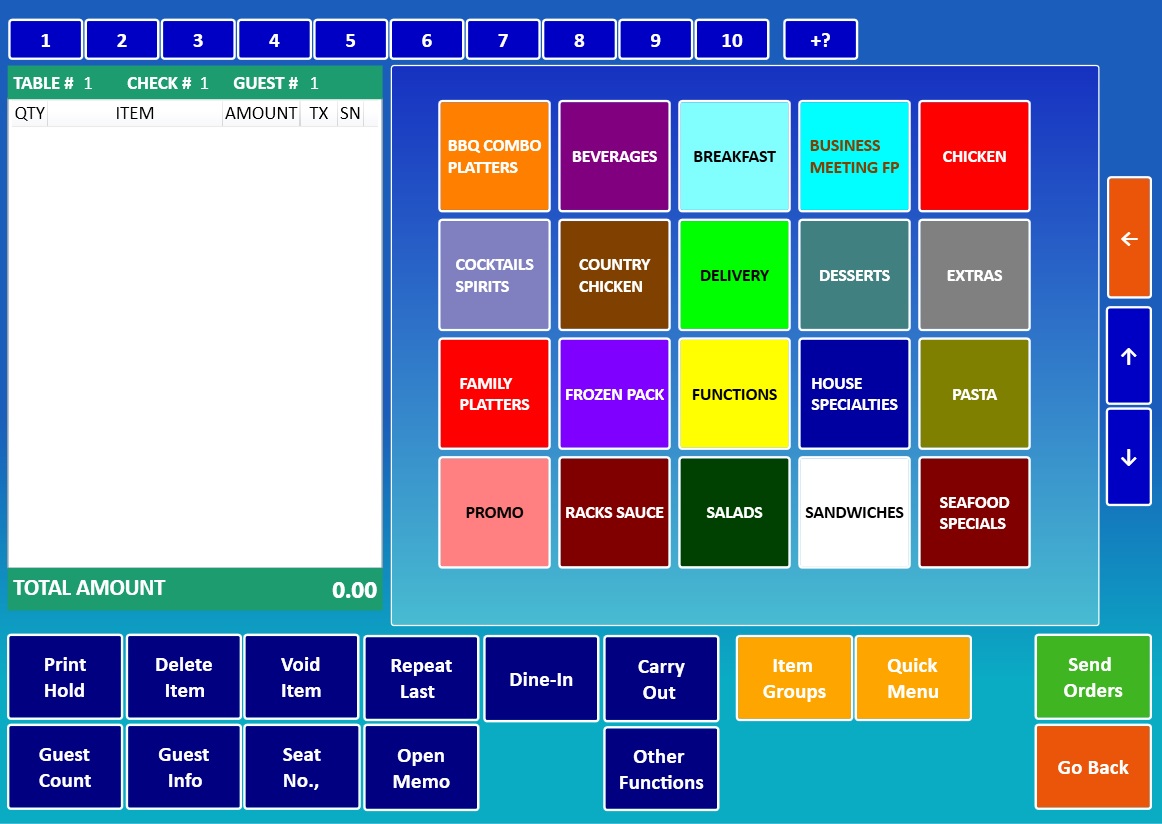 1 2 3 4 5 6 7 8 9 10 +?
TABLE # 1 CHECK # 1 GUEST # 1
QTY ITEM AMOUNT TX SN
BBQ COMBO
PLATTERS
BEVERAGES
BREAKFAST
BUSINESS
MEETING FP
CHICKEN
COCKTAILS
SPIRITS
COUNTRY
CHICKEN
DELIVERY
DESSERTS
EXTRAS
FAMILY
PLATTERS
FROZEN PACK
FUNCTIONS
HOUSE
SPECIALTIES
PASTA
PROMO
RACKS SAUCE
SALADS
SANDWICHES
SEAFOOD
SPECIALS
←
↑
↓
TOTAL AMOUNT 0.00
Print
Hold
Delete
Item
Void
Item
Repeat
Last
Dine-In
Carry
Out
Item
Groups
Quick
Menu
Send
Orders
Guest
Count
Guest
Info
Seat
No.,
Open
Memo
Other
Functions
Go Back